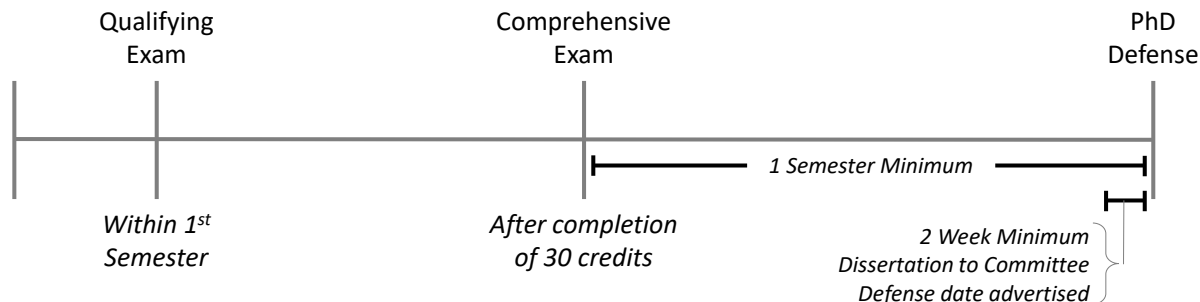 Qualifying
Exam
Comprehensive
Exam
PhD
Defense
1 Semester Minimum
Within 1st
Semester
After completion
of 30 credits
2 Week Minimum
Dissertation to Committee
Defense date advertised